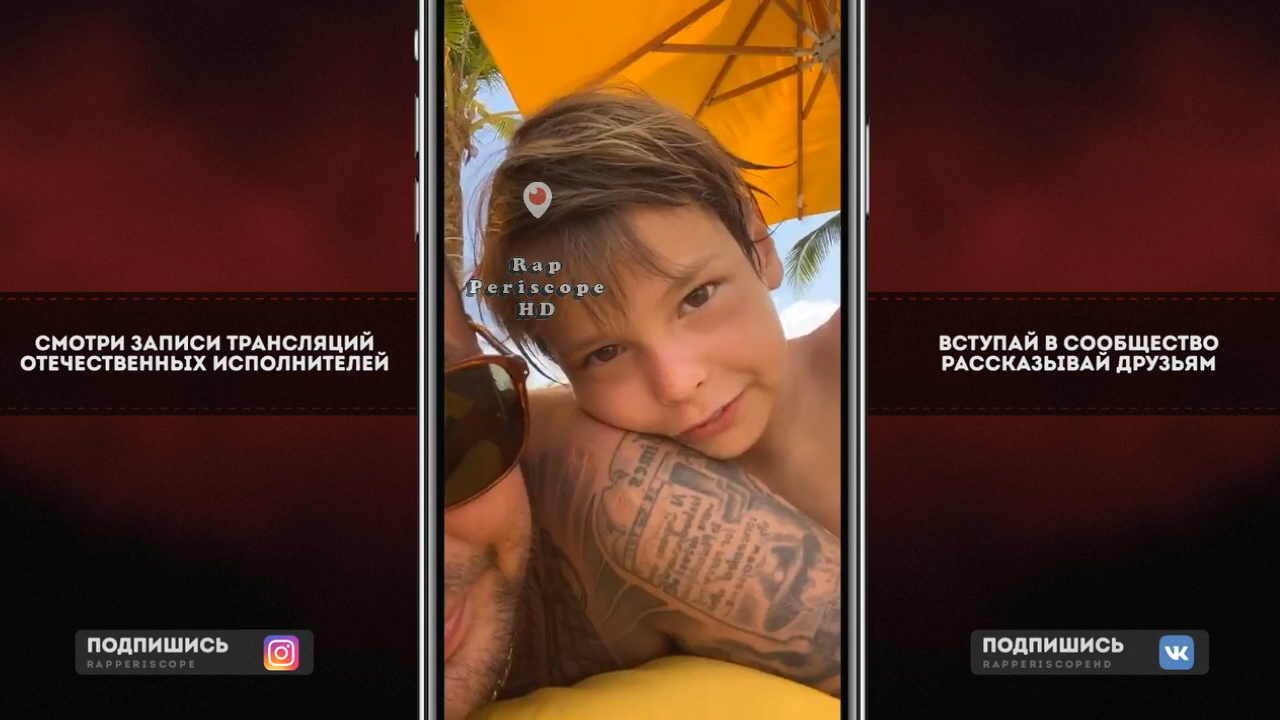 Rap
Periscope
HD
СМОТРИ ЗАПИСИ ТРАНСЛЯЦИЙ
ОТЕЧЕСТВЕННЫХ ИСПОЛНИТЕЛЕЙ
ВСТУПАЙ В СООБЩЕСТВО
РАССКАЗЫВАЙ ДРУЗЬЯМ
ПОДПИШИСЬ
RAPPERISCOPE
ПОДПИШИСЬ
RAPPERISCOPEHD